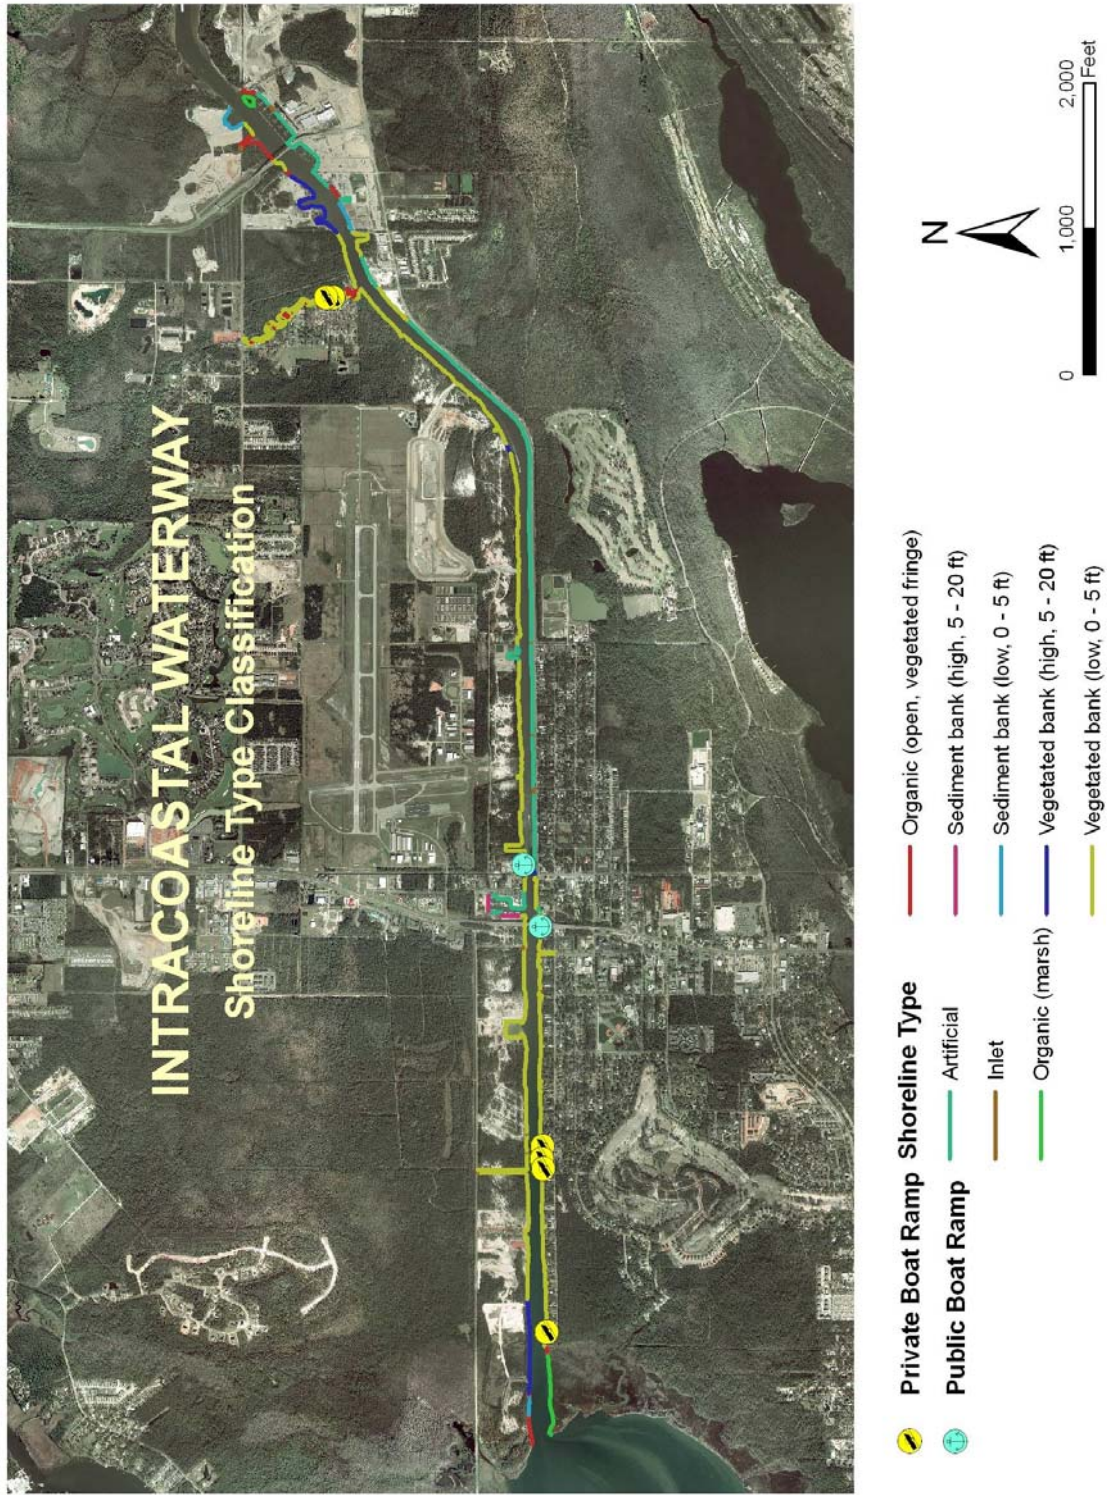 INTRACOASTAL WATERWAY
Shoreline Type Classification
Private Boat Ramp
Public Boat Ramp
Shoreline Type
Artificial
Inlet
Organic (marsh)
Organic (open, vegetated fringe)
Sediment bank (high, 5 - 20 ft)
Sediment bank (low, 0 - 5 ft)
Vegetated bank (high, 5 - 20 ft)
Vegetated bank (low, 0 - 5 ft)
N
0 1,000 2,000
Feet